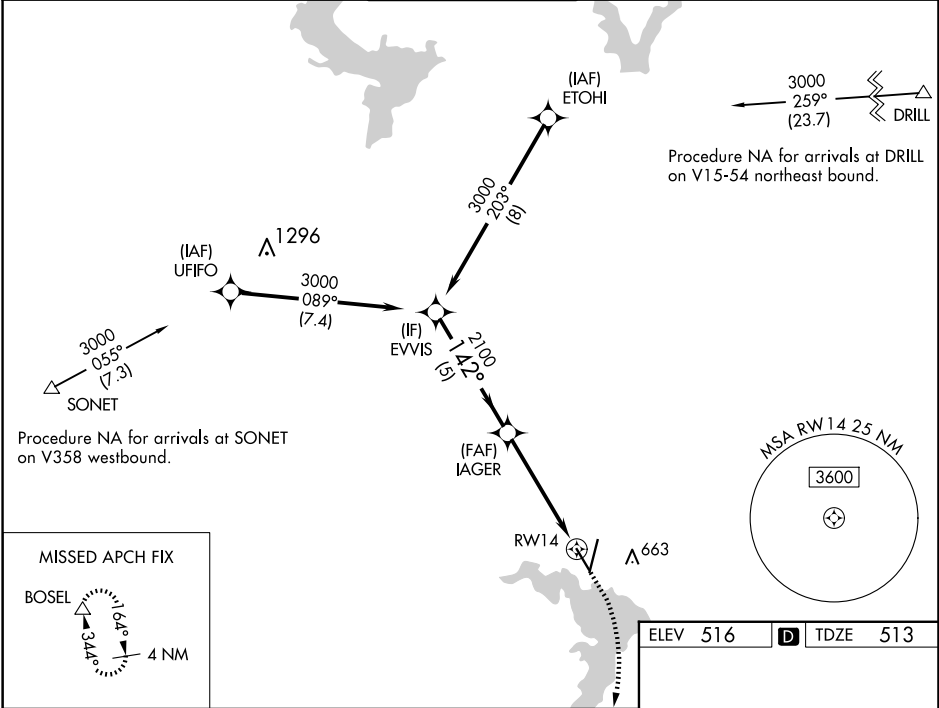 (IAF)
ETOHI
3000
259°
(23.7)
DRILL
Procedure NA for arrivals at DRILL
on V15-54 northeast bound.
3000
203°
(8)
1296
(IAF)
UFIFO
3000
089°
(7.4)
(IF)
EVVIS
2100
142°
(5)
3000
055°
(7.3)
SONET
Procedure NA for arrivals at SONET
on V358 westbound.
(FAF)
IAGER
MSA RW14 25 NM
3600
RW14
663
MISSED APCH FIX
BOSEL
164°
344°
4 NM
ELEV 516 D TDZE 513